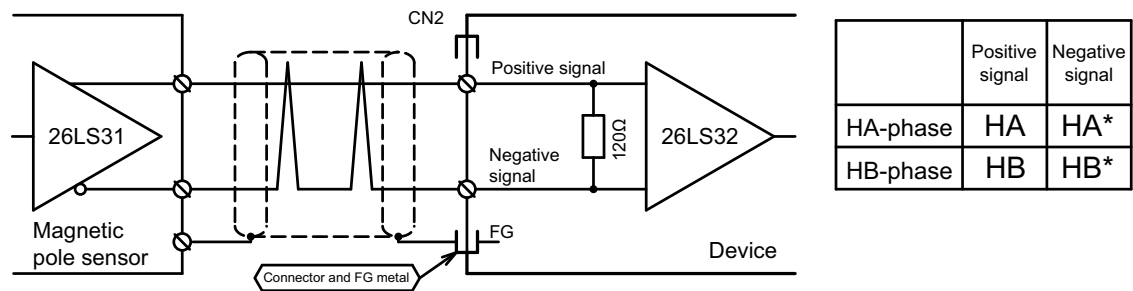 CN2
Positive signal
26LS31
120Ω
26LS32
Negative
signal
Magnetic
pole sensor
FG
Device
Connector and FG metal
Positive
signal
Negative
signal
HA-phase
HA
HA*
HB-phase
HB
HB*